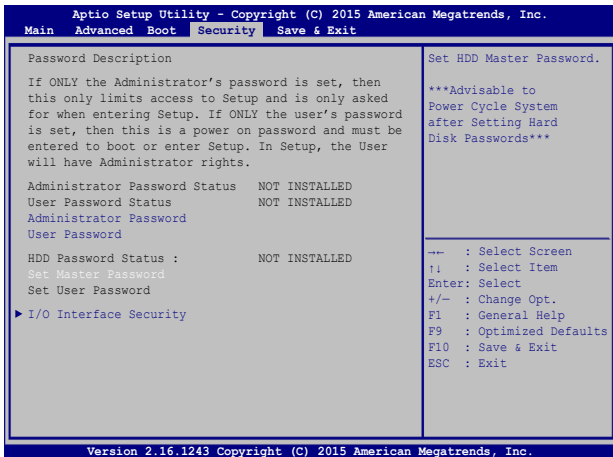 Aptio Setup Utility - Copyright (C) 2015 American Megatrends, Inc.
Main Advanced Boot Security Save & Exit
Password Description
If ONLY the Administrator's password is set, then
this only limits access to Setup and is only asked
for when entering Setup. If ONLY the user's password
is set, then this is a power on password and must be
entered to boot or enter Setup. In Setup, the User
will have Administrator rights.
Administrator Password Status NOT INSTALLED
User Password Status NOT INSTALLED
Administrator Password
User Password
HDD Password Status : NOT INSTALLED
Set Master Password
Set User Password
▶ I/O Interface Security
Set HDD Master Password.
***Advisable to
Power Cycle System
after Setting Hard
Disk Passwords***
→← : Select Screen
↑↓ : Select Item
Enter: Select
+/— : Change Opt.
F1 : General Help
F9 : Optimized Defaults
F10 : Save & Exit
ESC : Exit
Version 2.16.1243 Copyright (C) 2015 American Megatrends, Inc.